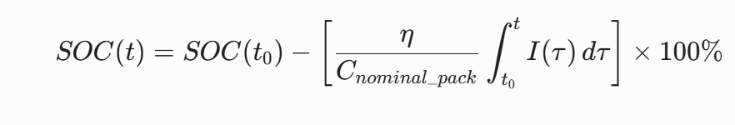 SOC(t) = SOC(t₀) − [ η / C_nominal_pack ∫_{t₀}^{t} I(τ) dτ ] × 100%